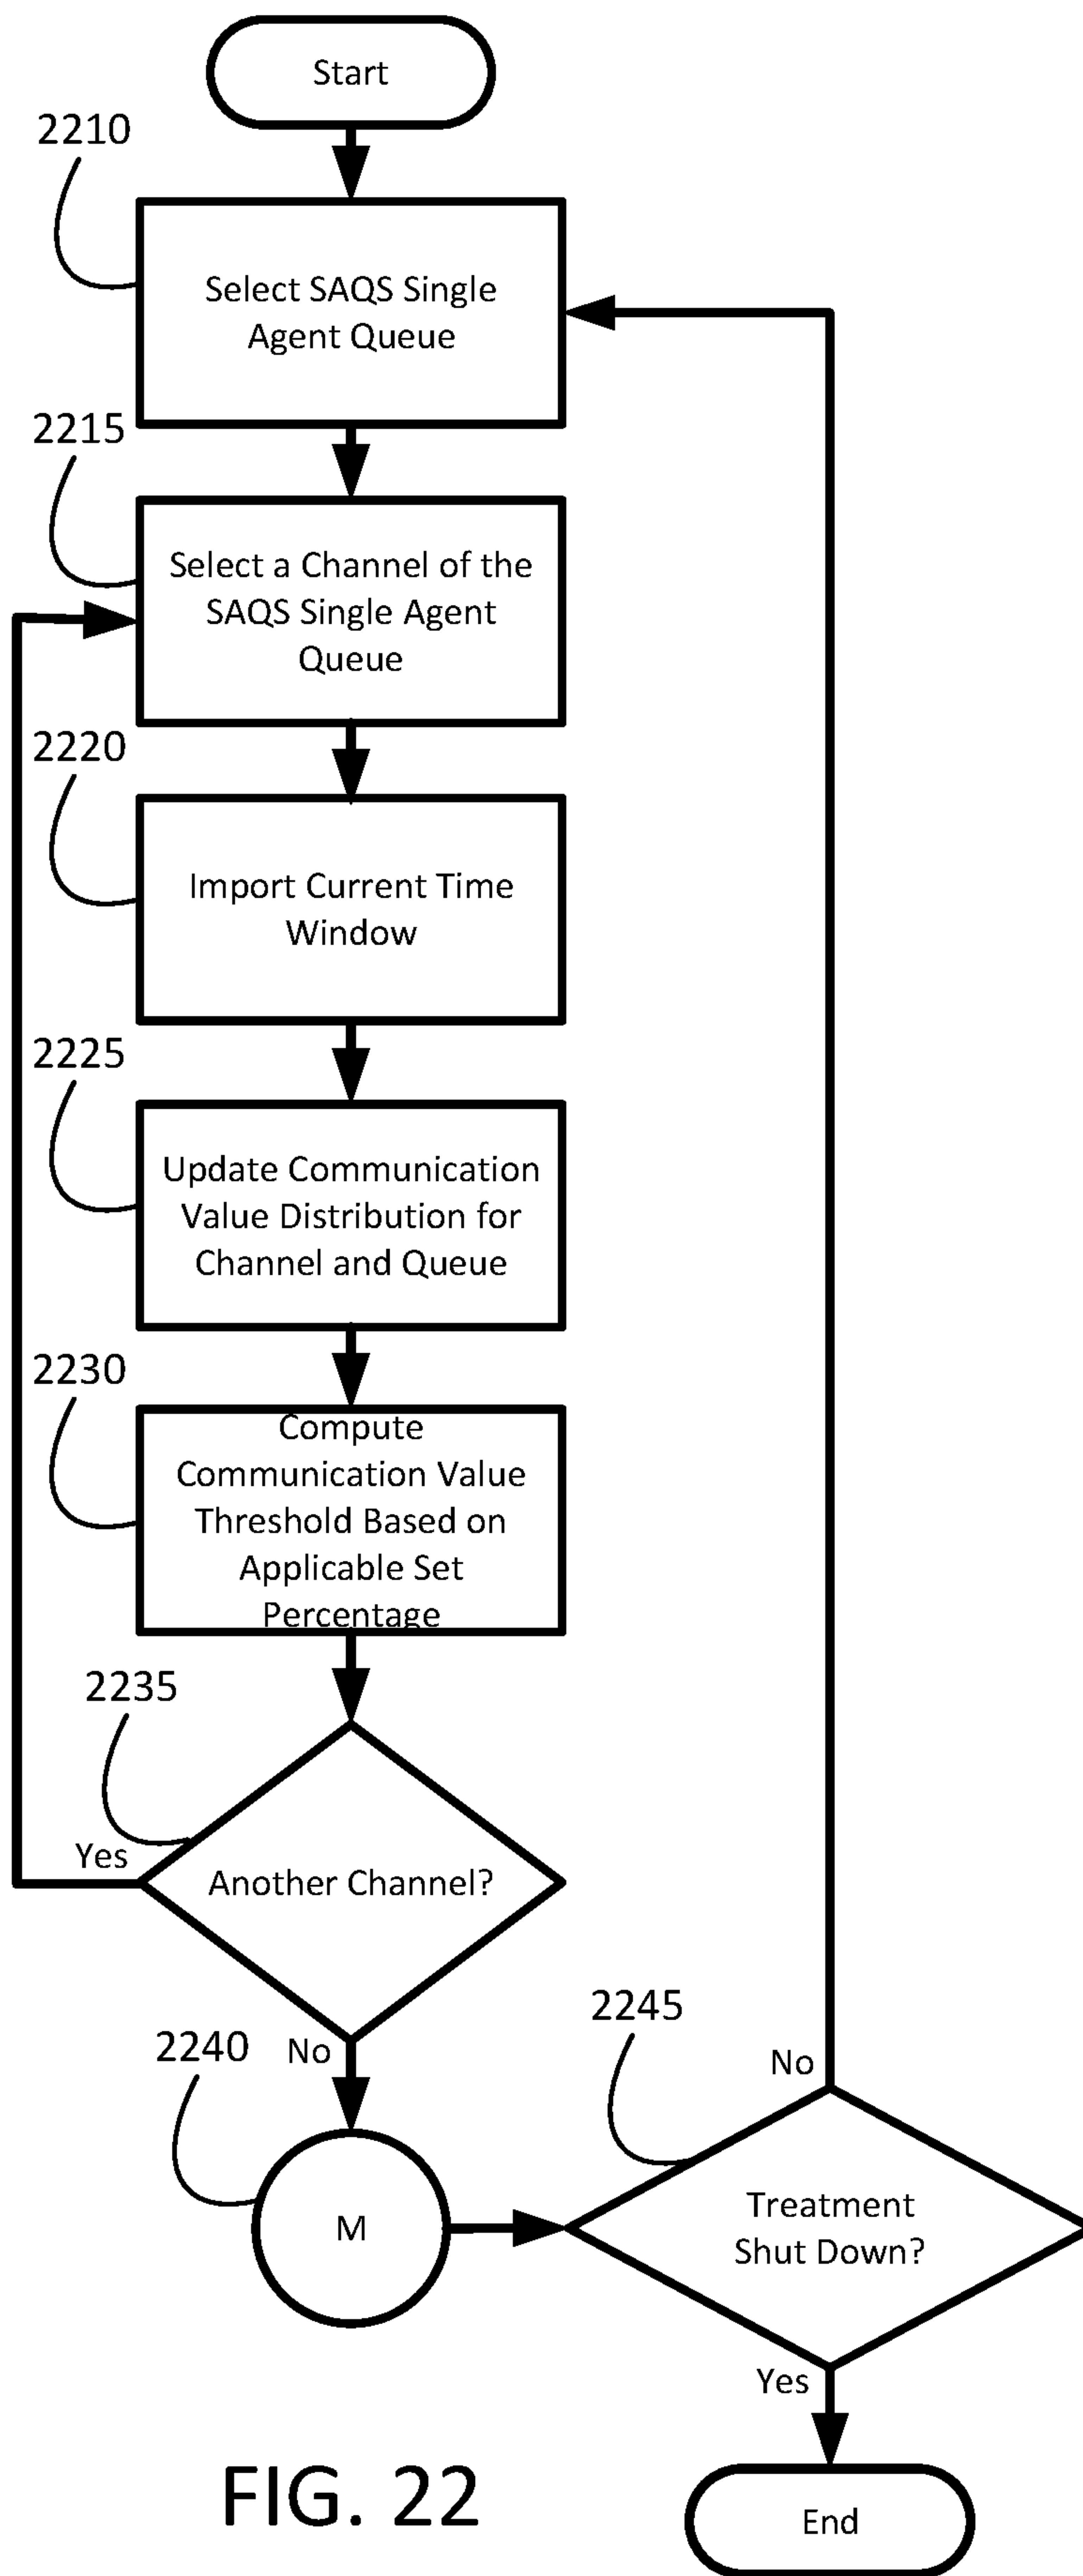 Start
2210
Select SAQS Single
Agent Queue
2215
Select a Channel of the
SAQS Single Agent
Queue
2220
Import Current Time
Window
2225
Update Communication
Value Distribution for
Channel and Queue
2230
Compute
Communication Value
Threshold Based on
Applicable Set
Percentage
2235
Yes
Another Channel?
2245
2240
No
No
M
Treatment
Shut Down?
Yes
FIG. 22
End